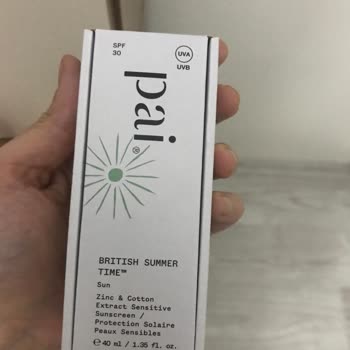 SPF
30
UVA
UVB
pai®
BRITISH SUMMER
TIME™
Sun
Zinc & Cotton
Extract Sensitive
Sunscreen /
Protection Solaire
Peaux Sensibles
℮ 40 ml / 1.35 fl. oz.